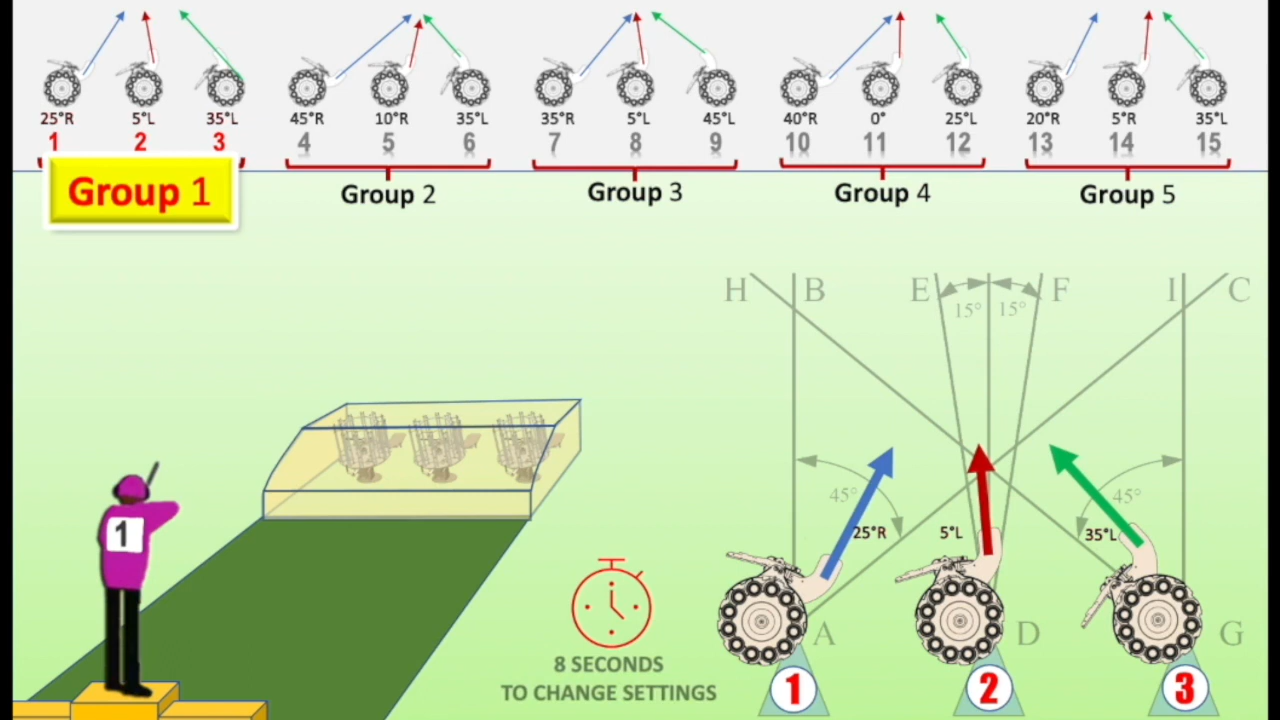 25°R 5°L 35°L 45°R 10°R 35°L 35°R 5°L 45°L 40°R 0° 25°L 20°R 5°R 35°L
1 2 3 4 5 6 7 8 9 10 11 12 13 14 15
Group 1 Group 2 Group 3 Group 4 Group 5
H B E F I C
15° 15°
45° 45°
1 25°R 5°L 35°L
A D G
8 SECONDS
TO CHANGE SETTINGS
1 2 3